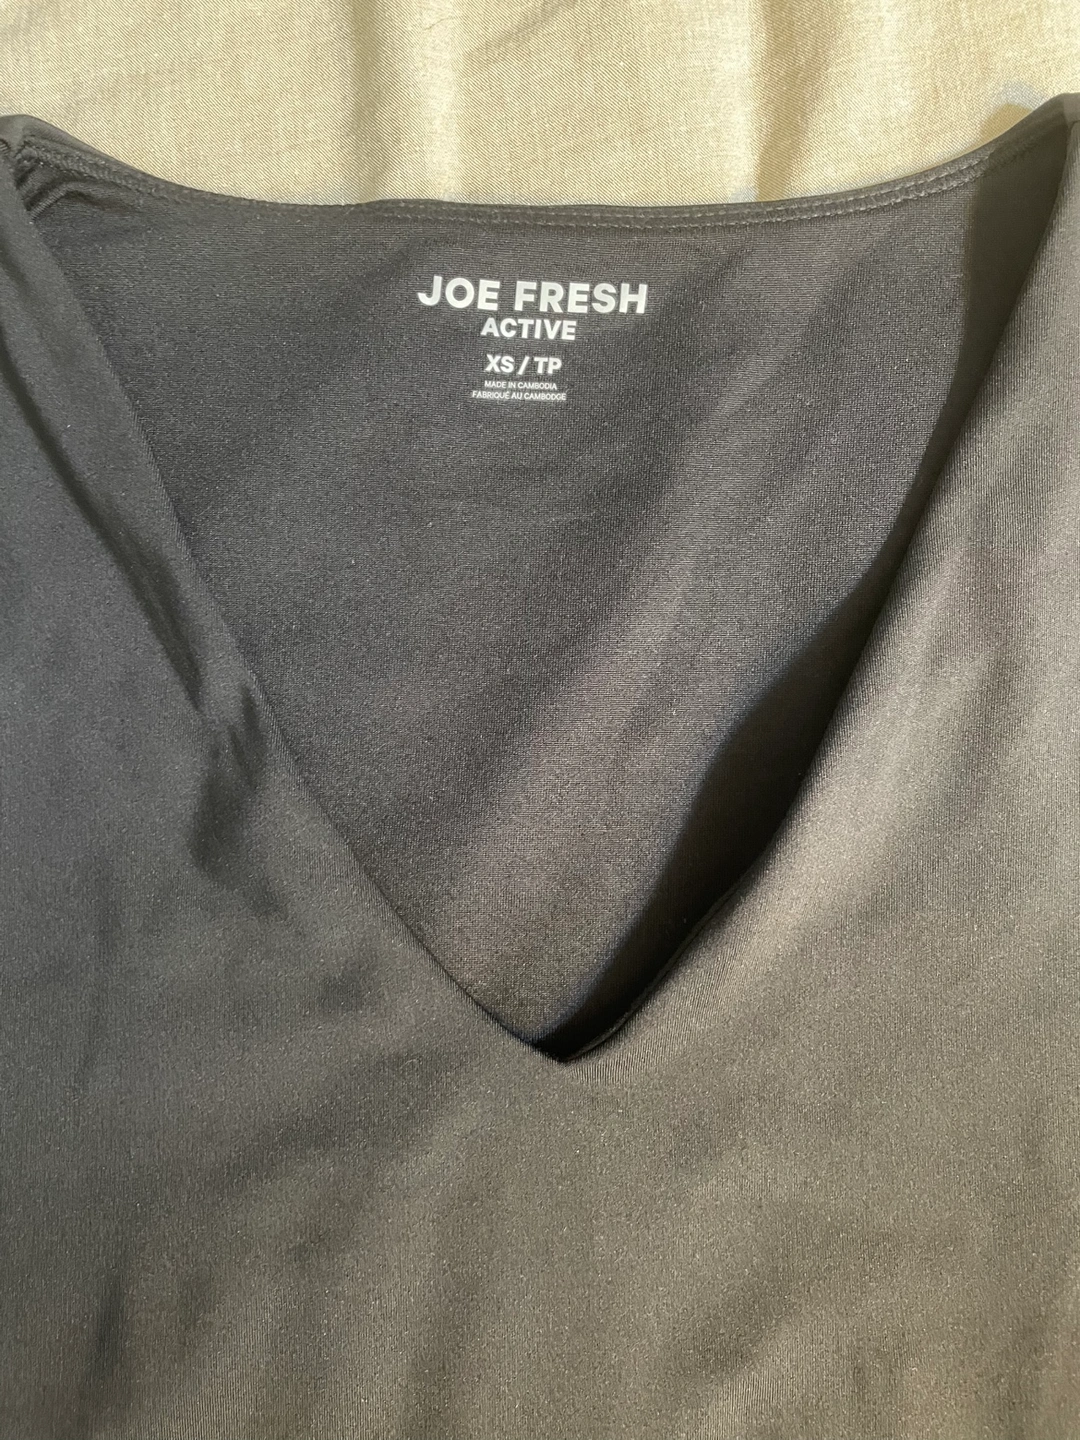 JOE FRESH
ACTIVE
XS / TP
MADE IN CAMBODIA
FABRIQUÉ AU CAMBODGE